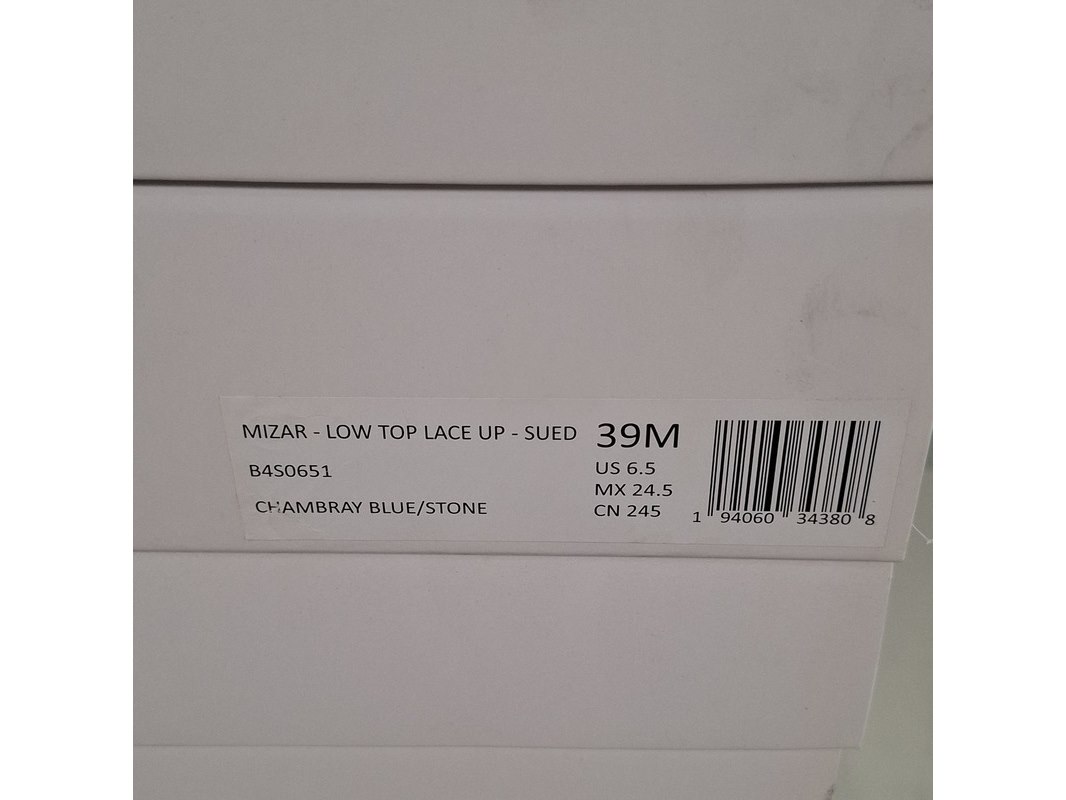 MIZAR - LOW TOP LACE UP - SUED
B4S0651
CHAMBRAY BLUE/STONE
39M
US 6.5
MX 24.5
CN 245
1 94060 34380 8